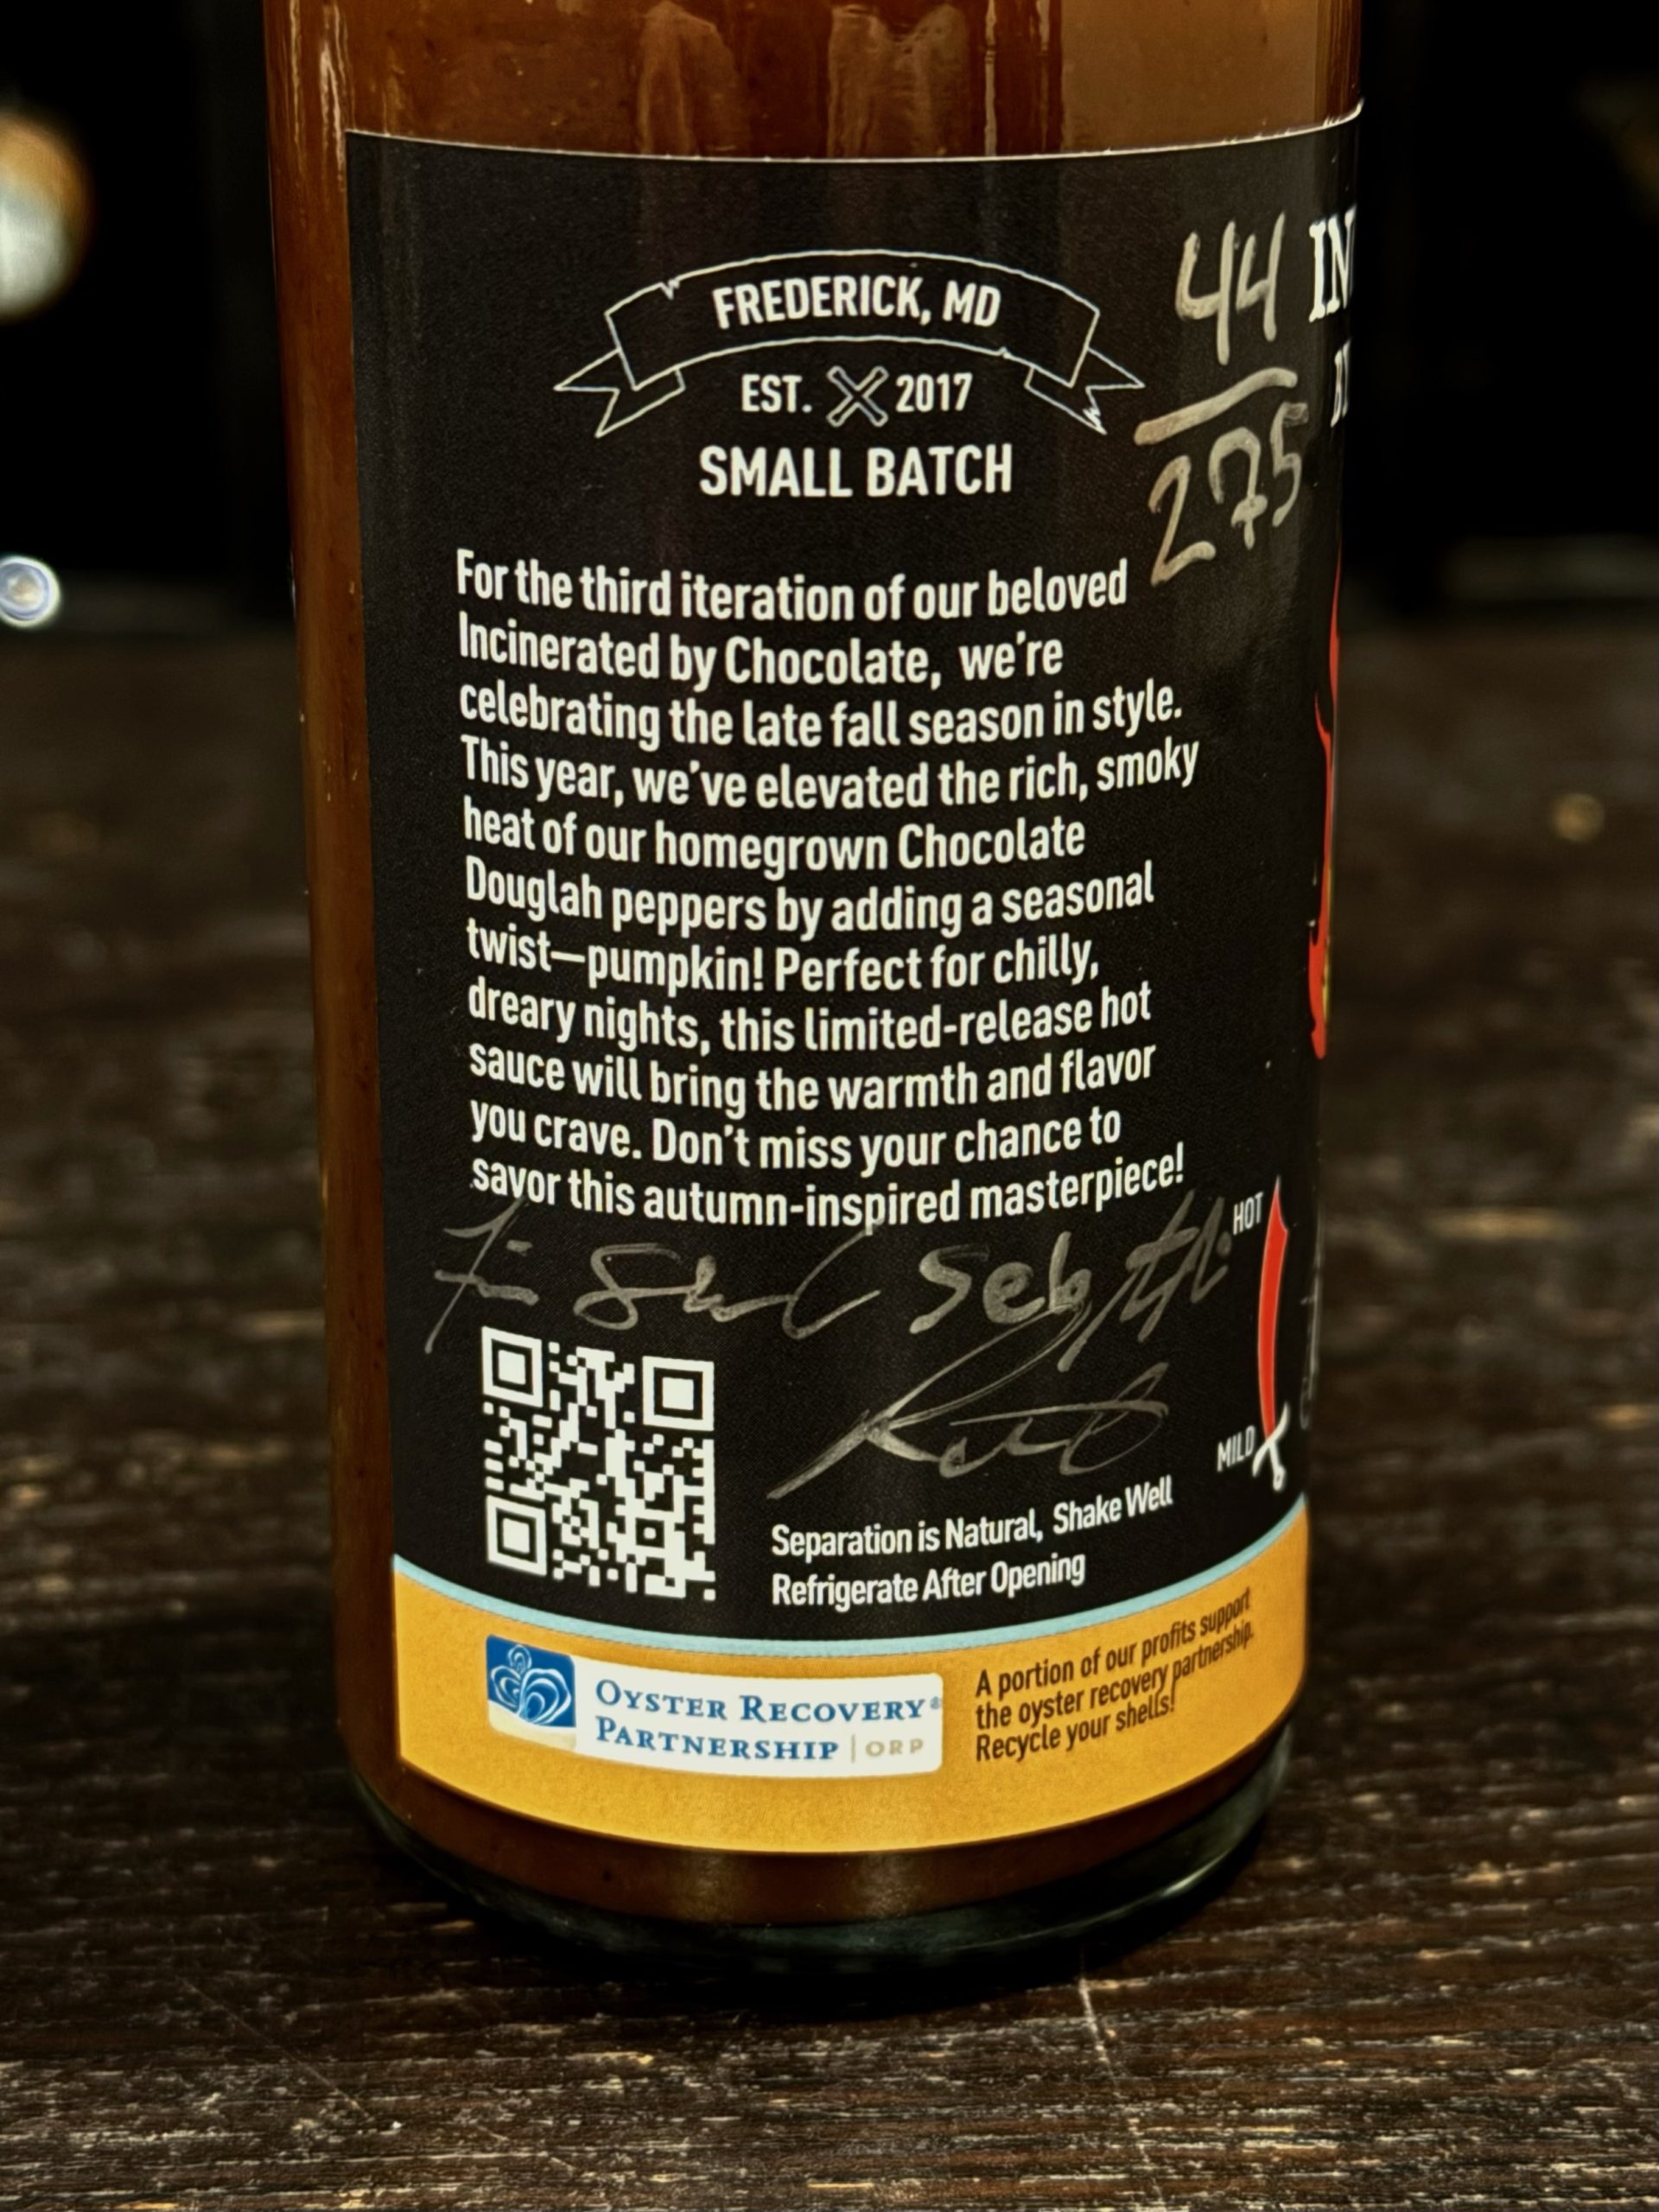 FREDERICK, MD
EST. 2017
SMALL BATCH
44
275
IN
For the third iteration of our beloved
Incinerated by Chocolate, we're
celebrating the late fall season in style.
This year, we've elevated the rich, smoky
heat of our homegrown Chocolate
Douglah peppers by adding a seasonal
twist—pumpkin! Perfect for chilly,
dreary nights, this limited-release hot
sauce will bring the warmth and flavor
you crave. Don't miss your chance to
savor this autumn-inspired masterpiece!
Seb
HOT
MILD
Separation is Natural, Shake Well
Refrigerate After Opening
OYSTER RECOVERY®
PARTNERSHIP | ORP
A portion of our profits support
the oyster recovery partnership.
Recycle your shells!